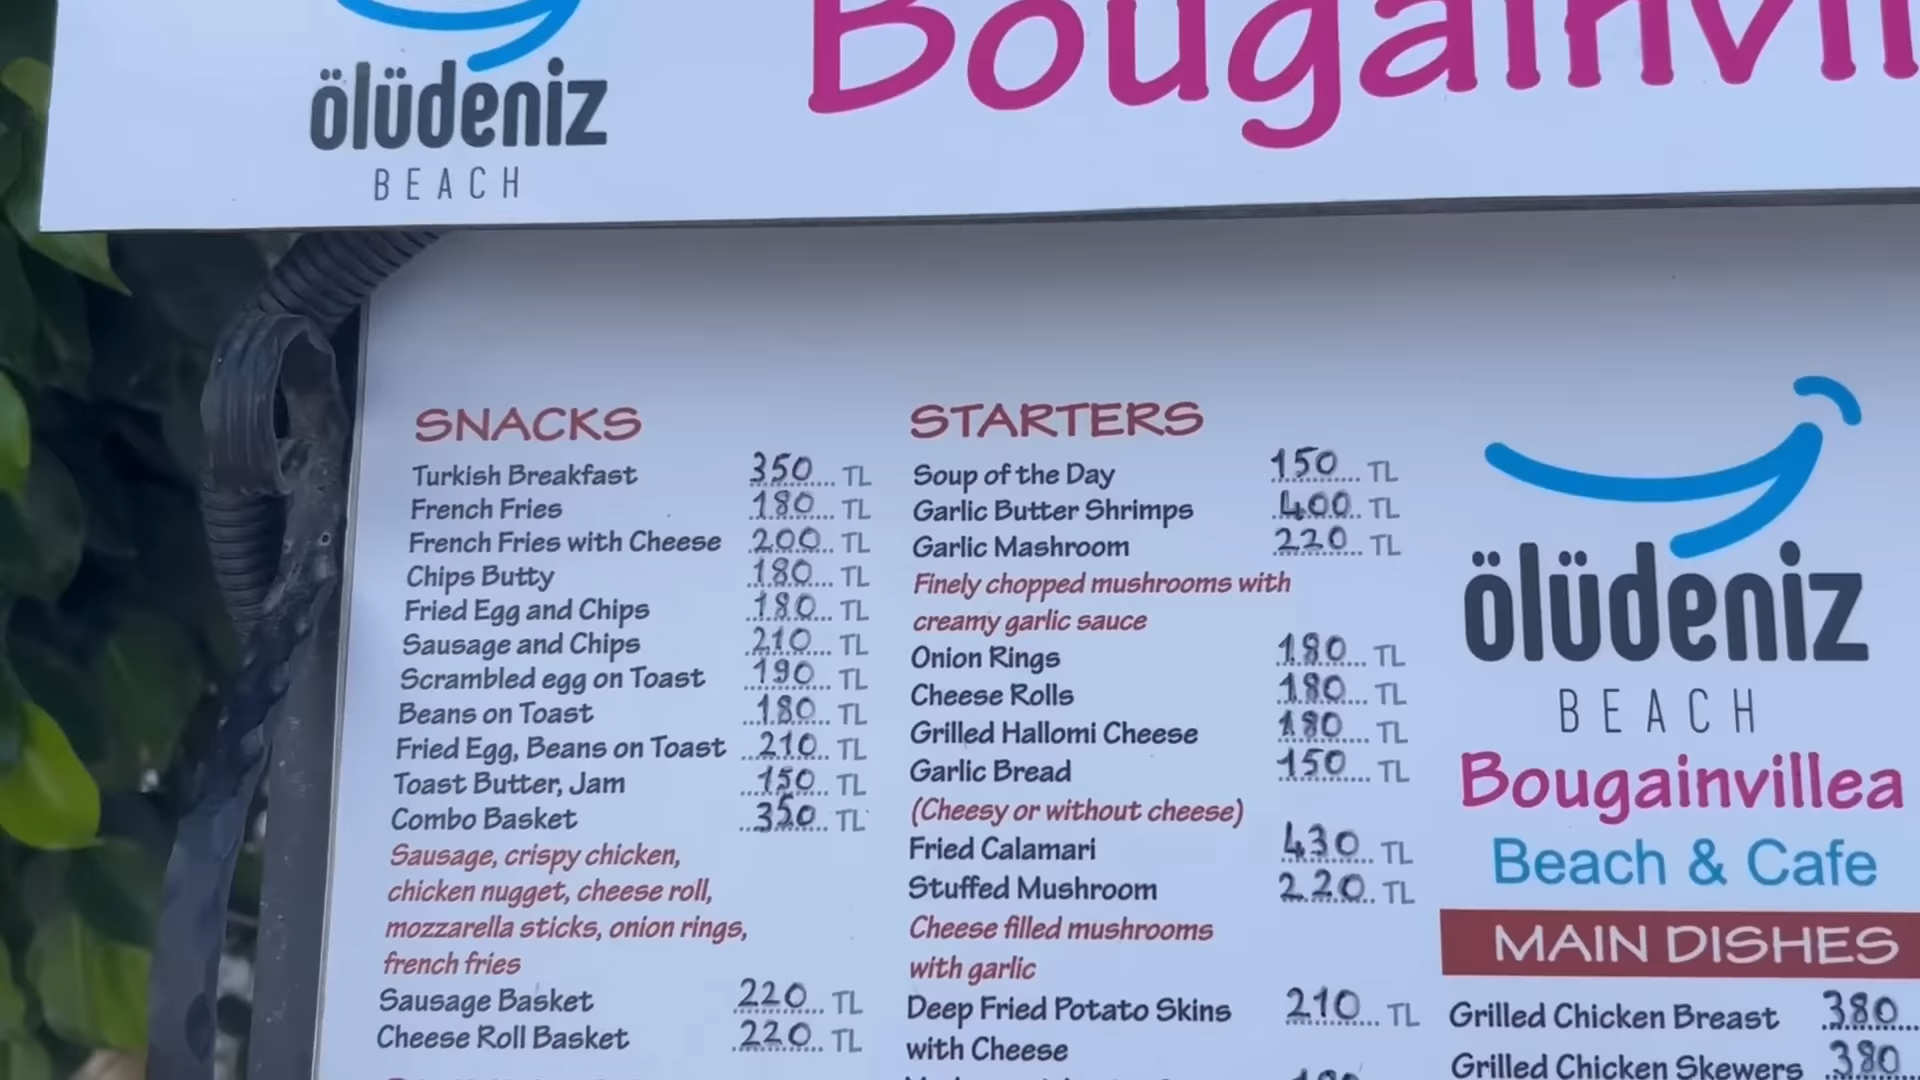 ölüdeniz
BEACH
SNACKS
Turkish Breakfast 350 TL
French Fries 180 TL
French Fries with Cheese 200 TL
Chips Butty 180 TL
Fried Egg and Chips 180 TL
Sausage and Chips 210 TL
Scrambled egg on Toast 190 TL
Beans on Toast 180 TL
Fried Egg, Beans on Toast 210 TL
Toast Butter, Jam 150 TL
Combo Basket 350 TL
Sausage, crispy chicken,
chicken nugget, cheese roll,
mozzarella sticks, onion rings,
french fries
Sausage Basket 220 TL
Cheese Roll Basket 220 TL
STARTERS
Soup of the Day 150 TL
Garlic Butter Shrimps 400 TL
Garlic Mashroom 220 TL
Finely chopped mushrooms with
creamy garlic sauce
Onion Rings 180 TL
Cheese Rolls 180 TL
Grilled Hallomi Cheese 180 TL
Garlic Bread 150 TL
(Cheesy or without cheese)
Fried Calamari 430 TL
Stuffed Mushroom 220 TL
Cheese filled mushrooms
with garlic
Deep Fried Potato Skins 210 TL
with Cheese
ölüdeniz
BEACH
Bougainvillea
Beach & Cafe
MAIN DISHES
Grilled Chicken Breast 380
Grilled Chicken Skewers 380